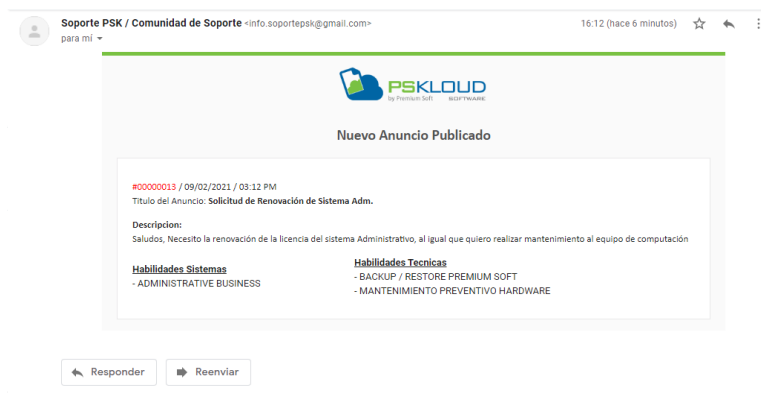 Soporte PSK / Comunidad de Soporte <info.soportepsk@gmail.com>
16:12 (hace 6 minutos)
para mí
PSKLOUD
by Premium Soft SOFTWARE
Nuevo Anuncio Publicado
#00000013 / 09/02/2021 / 03:12 PM
Titulo del Anuncio: Solicitud de Renovación de Sistema Adm.
Descripcion:
Saludos, Necesito la renovación de la licencia del sistema Administrativo, al igual que quiero realizar mantenimiento al equipo de computación
Habilidades Sistemas
- ADMINISTRATIVE BUSINESS
Habilidades Tecnicas
- BACKUP / RESTORE PREMIUM SOFT
- MANTENIMIENTO PREVENTIVO HARDWARE
Responder
Reenviar